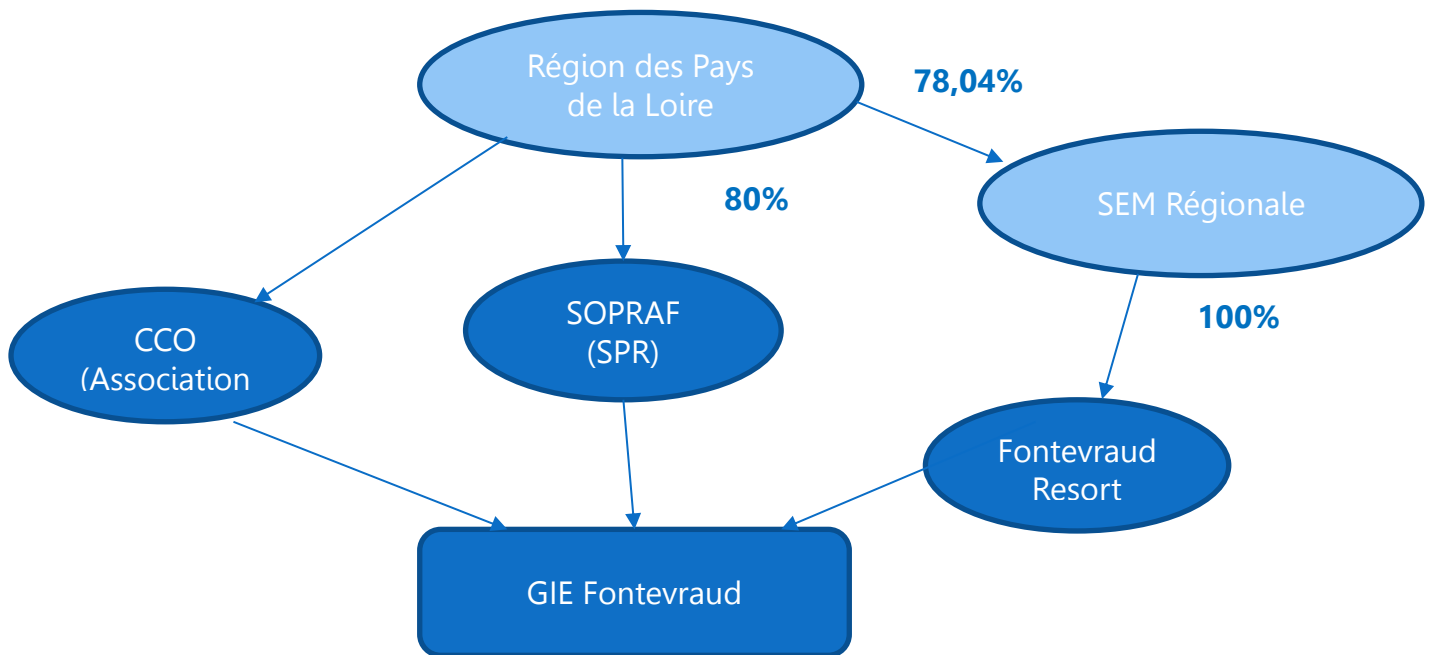 Région des Pays
de la Loire
78,04%
80%
SEM Régionale
SOPRAF
(SPR)
100%
CCO
(Association
Fontevraud
Resort
GIE Fontevraud